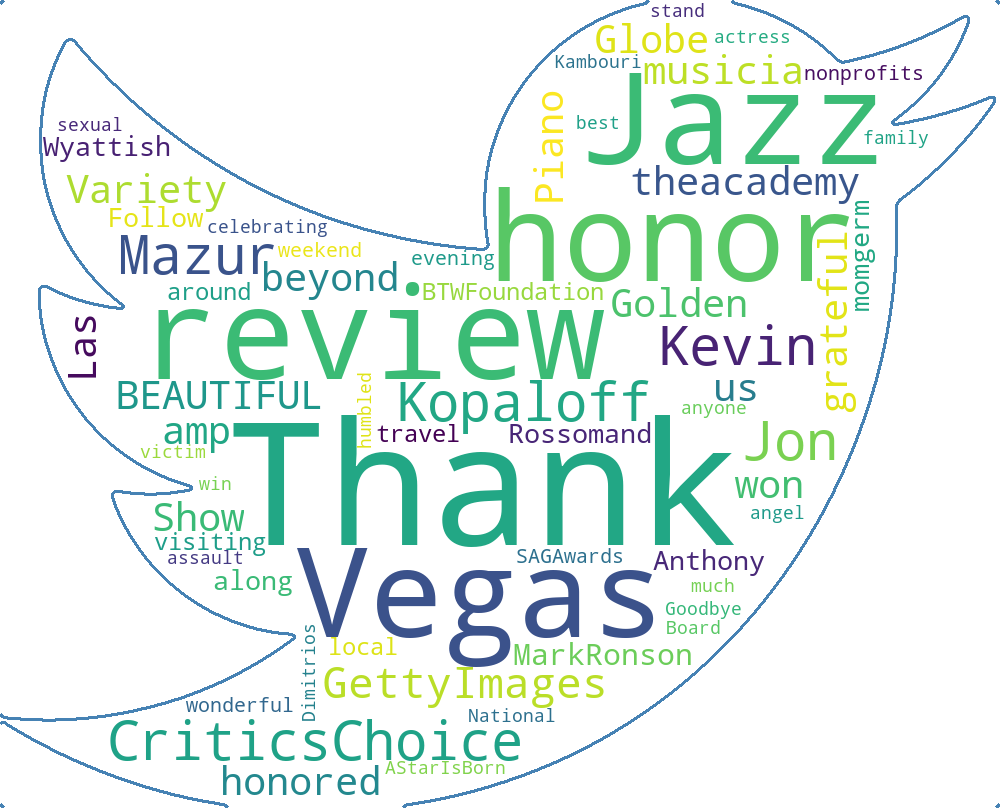 stand
Globe
actress
Kambouri
musicia
nonprofits
Jazz
Piano
best
family
sexual
Wyattish
theacademy
Variety
honor
Follow
celebrating
momgerm
grateful
Mazur
weekend
evening
beyond
around
BTWFoundation
Golden
review
Las
Kevin
us
BEAUTIFUL
Kopaloff
humbled
anyone
amp
travel
Rossomand
Jon
victim
Thank
win
won
Show
angel
visiting
assault
SAGAwards
Anthony
along
Vegas
much
Goodbye
Board
local
MarkRonson
Dimitrios
GettyImages
wonderful
National
CriticsChoice
AStarIsBorn
honored